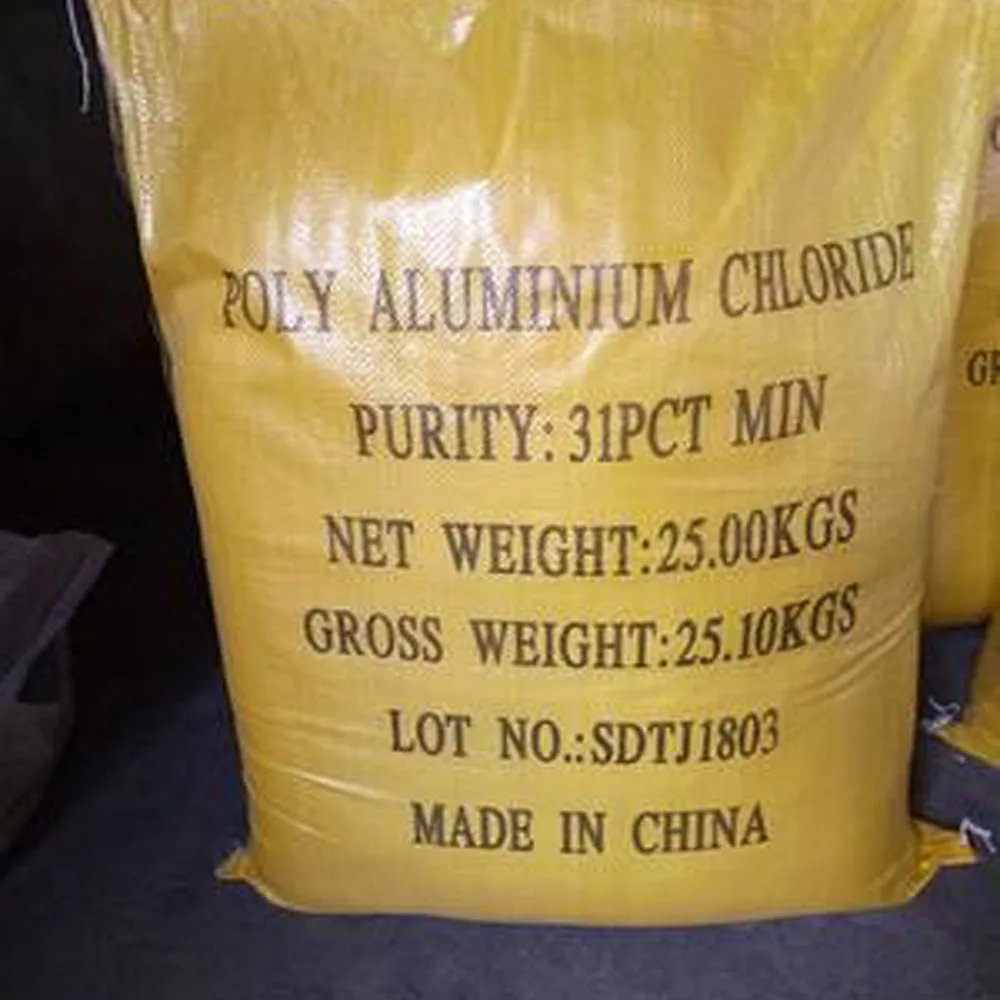 POLY ALUMINIUM CHLORIDE
PURITY: 31PCT MIN
NET WEIGHT:25.00KGS
GROSS WEIGHT:25.10KGS
LOT NO.:SDTJ1803
MADE IN CHINA